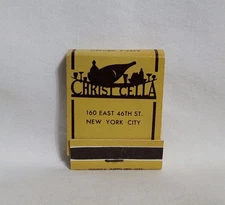 CHRIST CELLA
160 EAST 46TH ST.
NEW YORK CITY